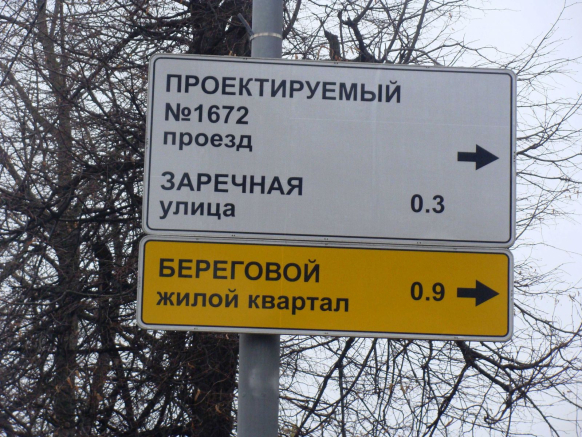 ПРОЕКТИРУЕМЫЙ
№1672
проезд
ЗАРЕЧНАЯ
улица 0.3
БЕРЕГОВОЙ
жилой квартал 0.9